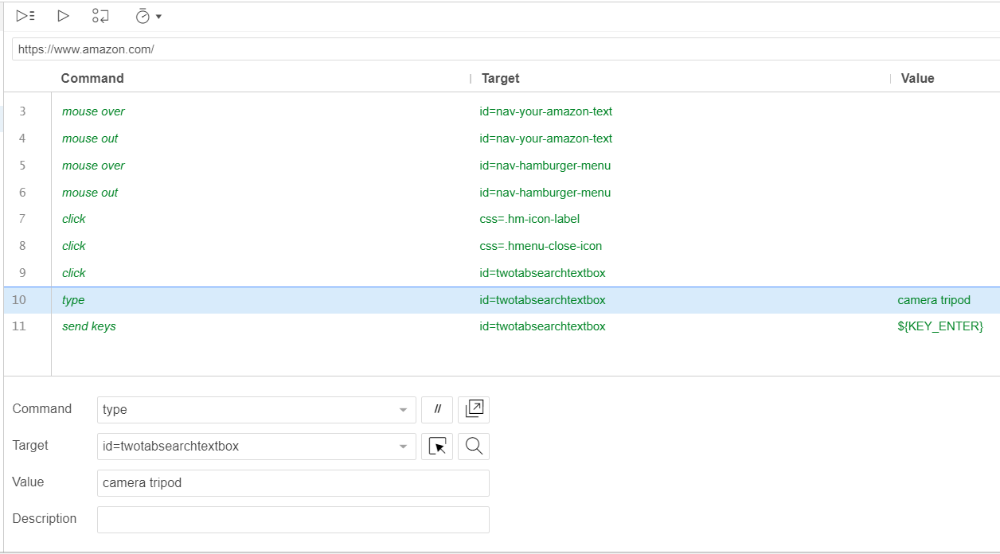 https://www.amazon.com/
Command Target Value
3 mouse over id=nav-your-amazon-text
4 mouse out id=nav-your-amazon-text
5 mouse over id=nav-hamburger-menu
6 mouse out id=nav-hamburger-menu
7 click css=.hm-icon-label
8 click css=.hmenu-close-icon
9 click id=twotabsearchtextbox
10 type id=twotabsearchtextbox camera tripod
11 send keys id=twotabsearchtextbox ${KEY_ENTER}
Command type //
Target id=twotabsearchtextbox
Value camera tripod
Description